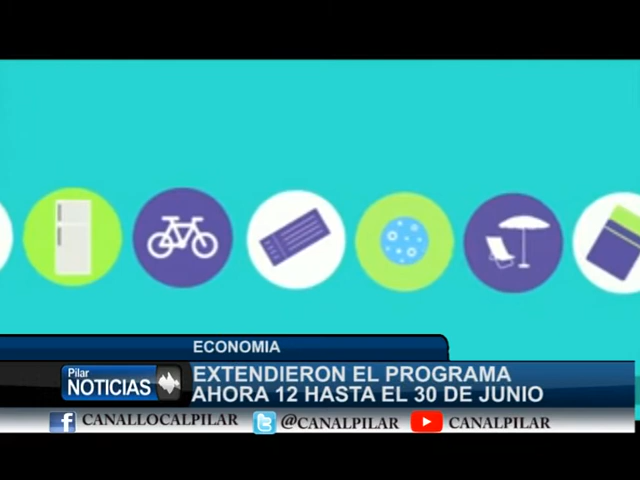 ECONOMIA
Pilar
NOTICIAS
EXTENDIERON EL PROGRAMA
AHORA 12 HASTA EL 30 DE JUNIO
CANALLOCALPILAR
@CANALPILAR
CANALPILAR